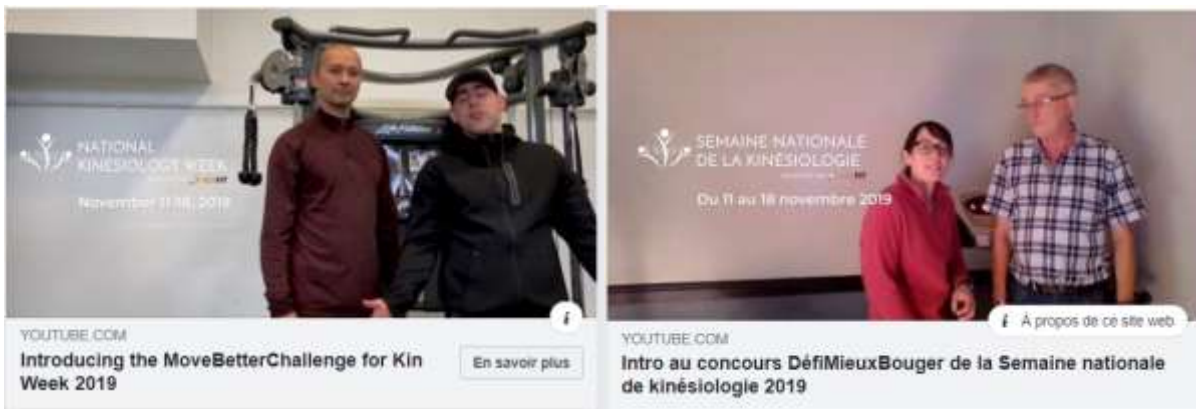 NATIONAL
KINESIOLOGY WEEK
November 11-18, 2019
YOUTUBE.COM
Introducing the MoveBetterChallenge for Kin
Week 2019
En savoir plus
SEMAINE NATIONALE
DE LA KINÉSIOLOGIE
Du 11 au 18 novembre 2019
i À propos de ce site web
YOUTUBE.COM
Intro au concours DéfiMieuxBouger de la Semaine nationale
de kinésiologie 2019